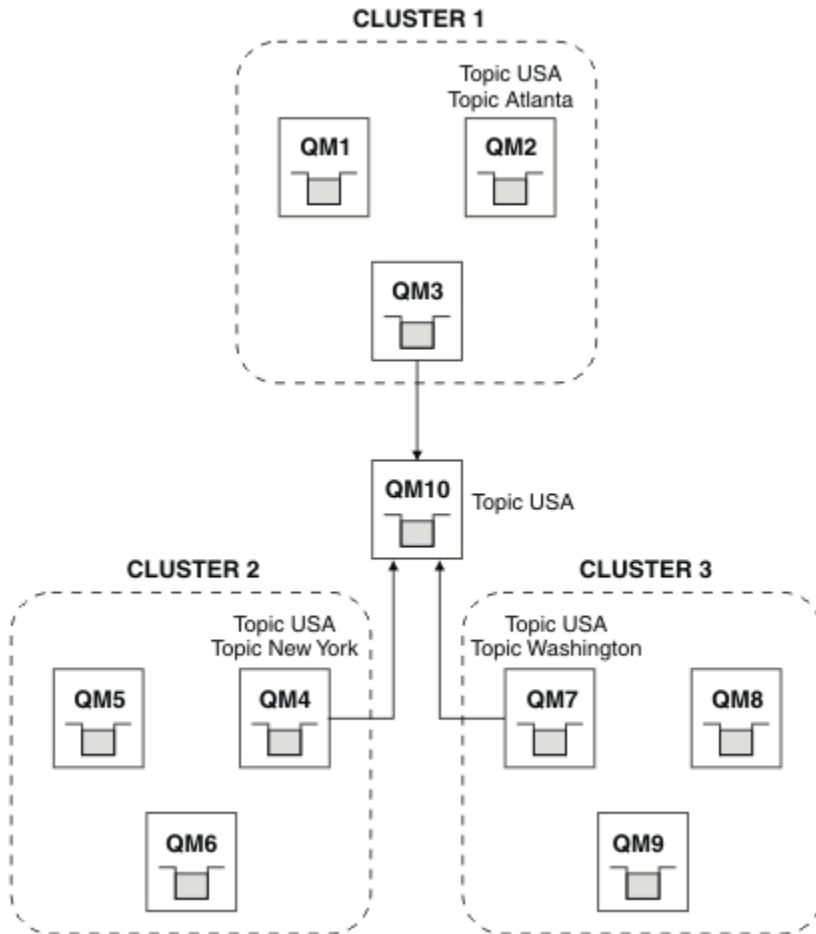 CLUSTER 1
Topic USA
Topic Atlanta
QM1
QM2
QM3
QM10
Topic USA
CLUSTER 2
CLUSTER 3
Topic USA
Topic New York
Topic USA
Topic Washington
QM5
QM4
QM7
QM8
QM6
QM9